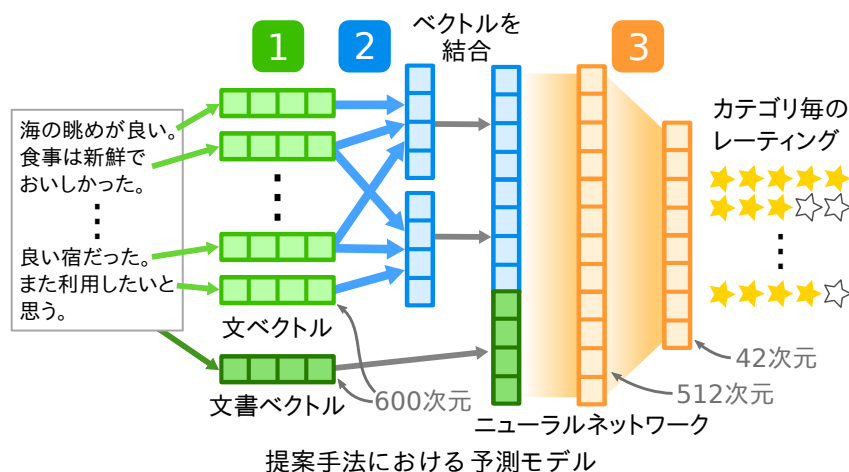 1
2
3
ベクトルを
結合
海の眺めが良い。
食事は新鮮で
おいしかった。
良い宿だった。
また利用したいと
思う。
文ベクトル
文書ベクトル
600次元
カテゴリ毎の
レーティング
42次元
512次元
ニューラルネットワーク
提案手法における予測モデル